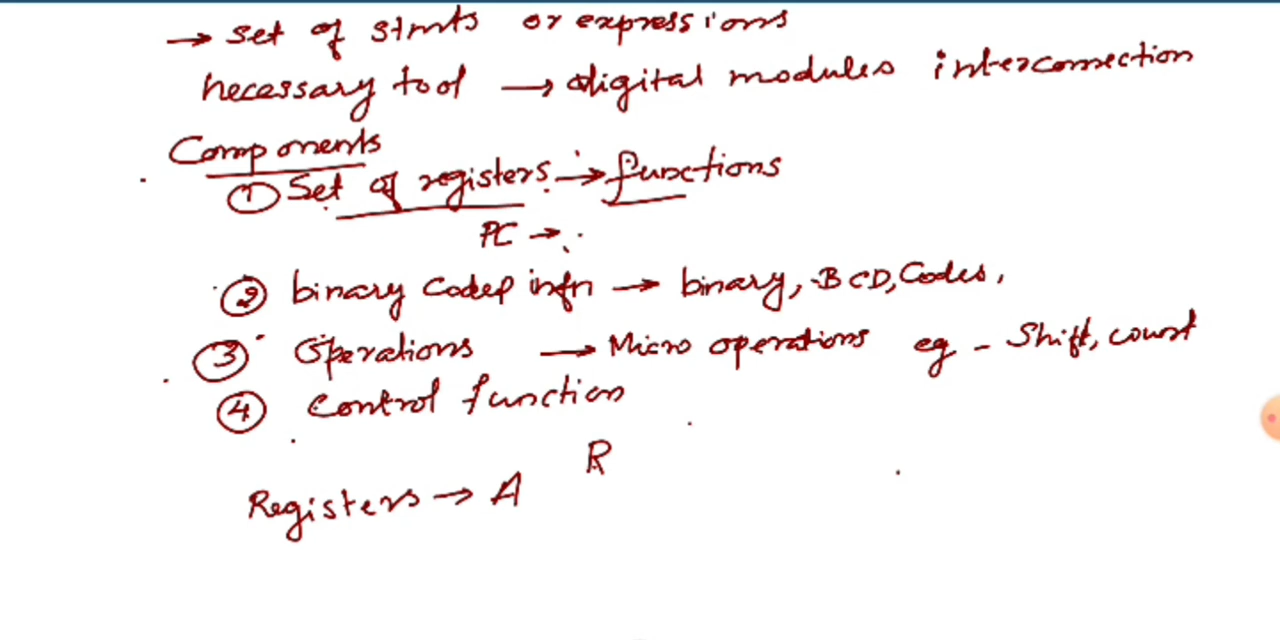 → set of stmts or expressions
necessary tool → digital modules interconnection
Components
① Set of registers → functions
PC →
② binary coded infn → binary, BCD, Codes,
③ Operations → Micro operations eg - Shift, count
④ Control function
R
Registers → A